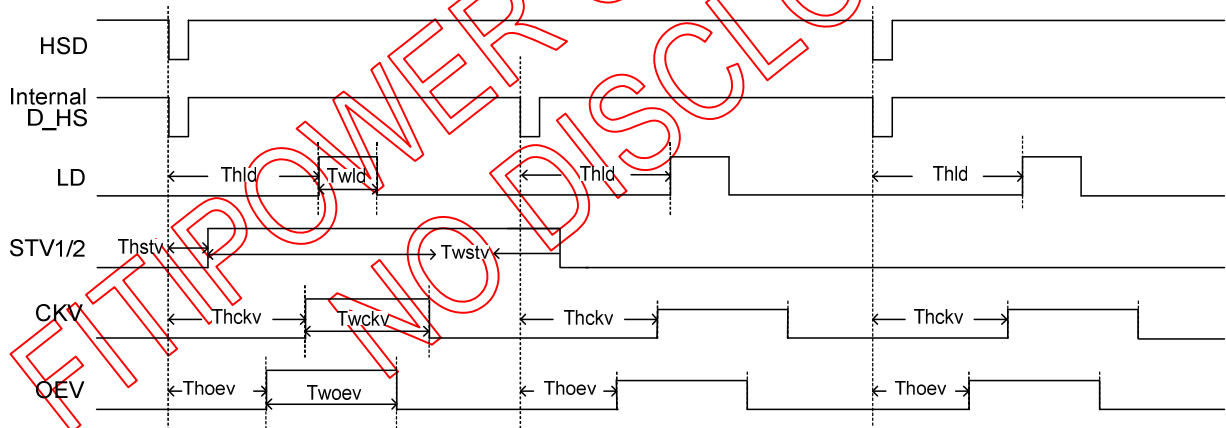 HSD
Internal
D_HS
LD
Thld
Twld
Thld
Thld
STV1/2
Thstv
Twstv
CKV
Thckv
Twckv
Thckv
Thckv
OEV
Thoev
Twoev
Thoev
Thoev
FITIPOWER
NO DISCLO